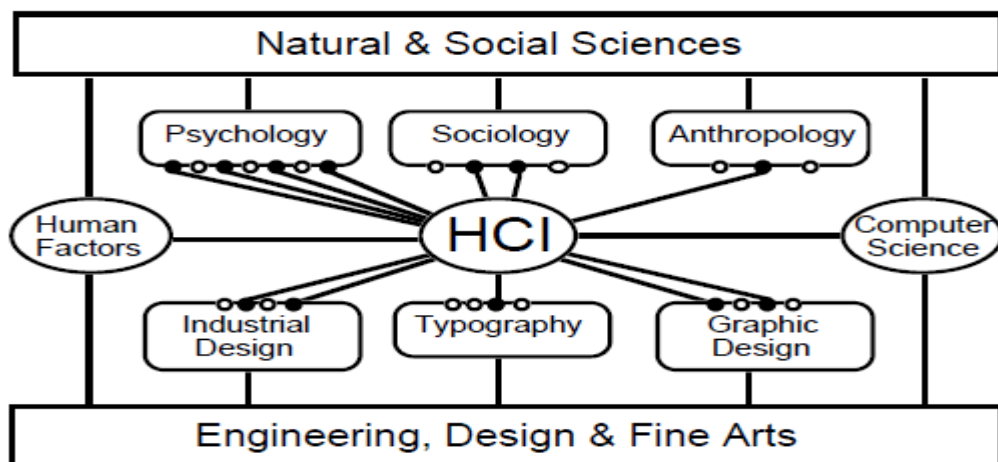 Natural & Social Sciences
Psychology
Sociology
Anthropology
Human
Factors
HCI
Computer
Science
Industrial
Design
Typography
Graphic
Design
Engineering, Design & Fine Arts